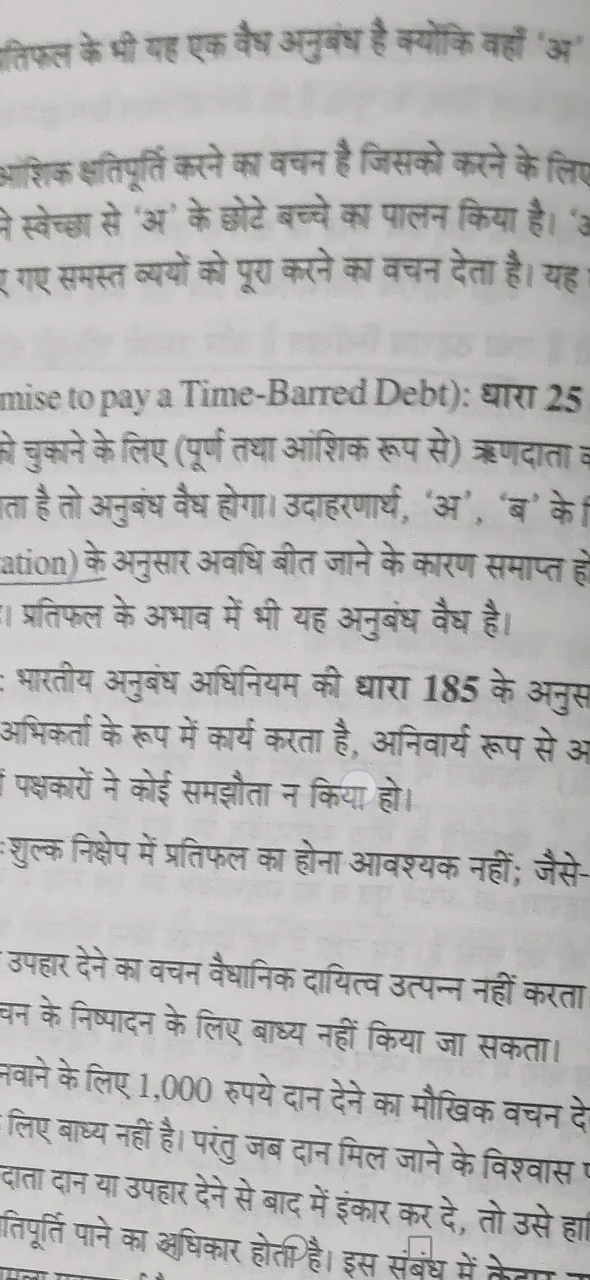 तिफल के भी यह एक वैध अनुबंध है क्योंकि वहाँ 'अ'
आंशिक क्षतिपूर्ति करने का वचन है जिसको करने के लिए
ने स्वेच्छा से 'अ' के छोटे बच्चे का पालन किया है। 'अ
ए गए समस्त व्ययों को पूरा करने का वचन देता है। यह
mise to pay a Time-Barred Debt): धारा 25
को चुकाने के लिए (पूर्ण तथा आंशिक रूप से) ऋणदाता
ता है तो अनुबंध वैध होगा। उदाहरणार्थ, 'अ', 'ब' के
ation) के अनुसार अवधि बीत जाने के कारण समाप्त हो
। प्रतिफल के अभाव में भी यह अनुबंध वैध है।
: भारतीय अनुबंध अधिनियम की धारा 185 के अनुस
अभिकर्ता के रूप में कार्य करता है, अनिवार्य रूप से अ
पक्षकारों ने कोई समझौता न किया हो।
:शुल्क निक्षेप में प्रतिफल का होना आवश्यक नहीं; जैसे-
उपहार देने का वचन वैधानिक दायित्व उत्पन्न नहीं करता
चन के निष्पादन के लिए बाध्य नहीं किया जा सकता।
नवाने के लिए 1,000 रुपये दान देने का मौखिक वचन दे
लिए बाध्य नहीं है। परंतु जब दान मिल जाने के विश्वास प
दाता दान या उपहार देने से बाद में इंकार कर दे, तो उसे हा
तिपूर्ति पाने का अधिकार होता है। इस संबंध में